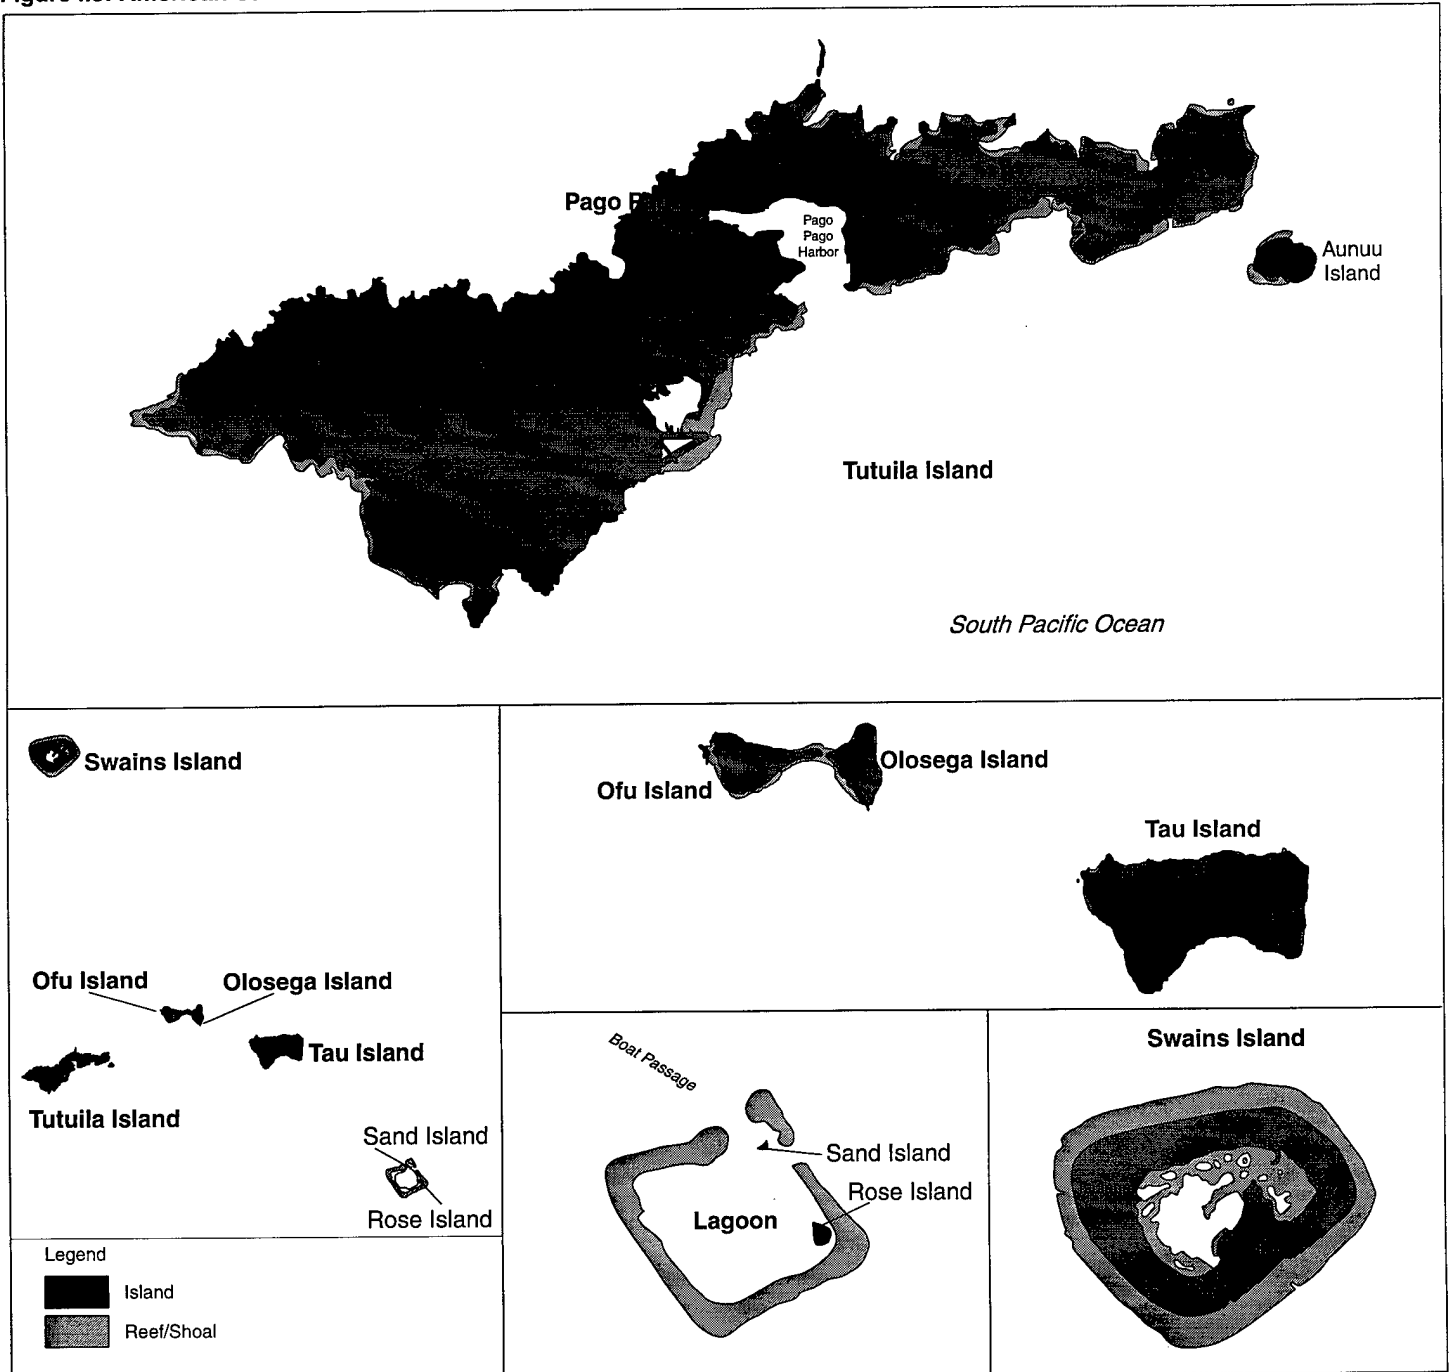 Pago
Pago
Pago
Harbor
Aunuu
Island
Tutuila Island
South Pacific Ocean
Swains Island
Ofu Island
Olosega Island
Tau Island
Tutuila Island
Sand Island
Rose Island
Legend
Island
Reef/Shoal
Olosega Island
Ofu Island
Tau Island
Boat Passage
Sand Island
Rose Island
Lagoon
Swains Island